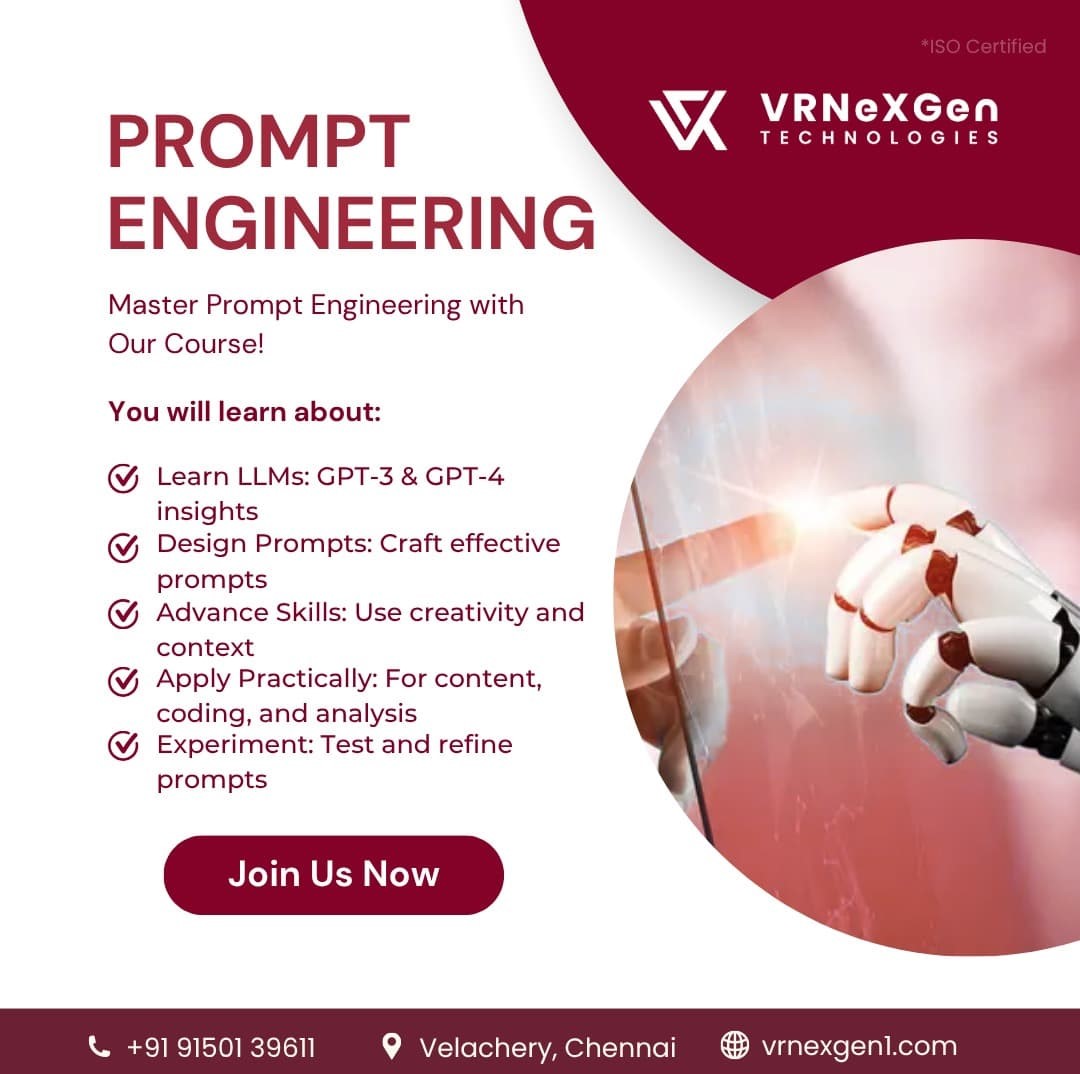 *ISO Certified
VRNeXGen
TECHNOLOGIES
PROMPT
ENGINEERING
Master Prompt Engineering with
Our Course!
You will learn about:
Learn LLMs: GPT-3 & GPT-4
insights
Design Prompts: Craft effective
prompts
Advance Skills: Use creativity and
context
Apply Practically: For content,
coding, and analysis
Experiment: Test and refine
prompts
Join Us Now
+91 91501 39611
Velachery, Chennai
vrnexgen1.com